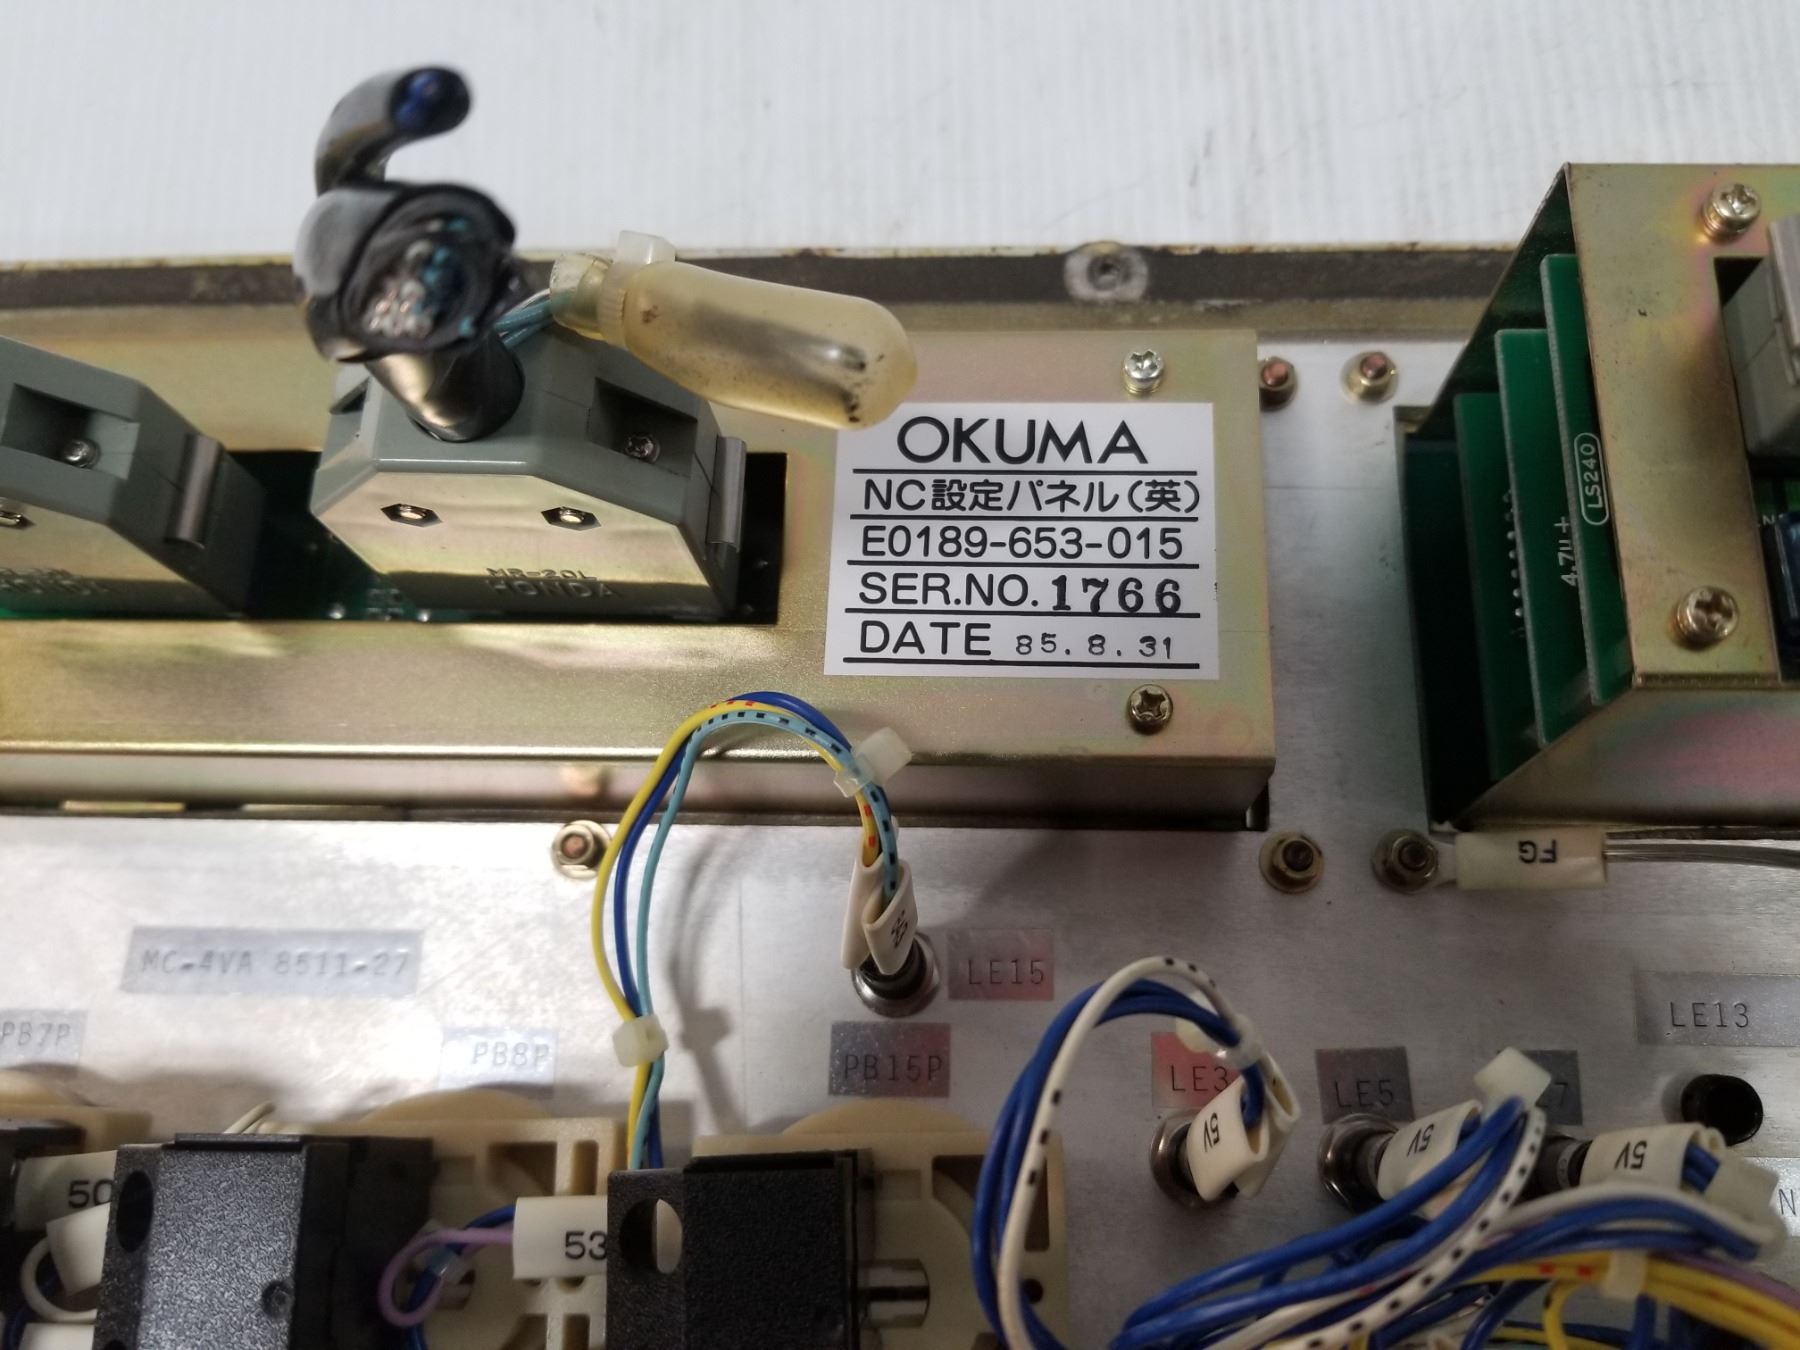 OKUMA
NC設定パネル(英)
E0189-653-015
SER.NO. 1766
DATE 85.8.31
MR-20L
HONDA
LS240
4.7μ+
FG
MC-4VA 8511-27
LE15
LE13
PB7P
PB8P
PB15P
LE3
LE5
5V
5V
5V
50
53